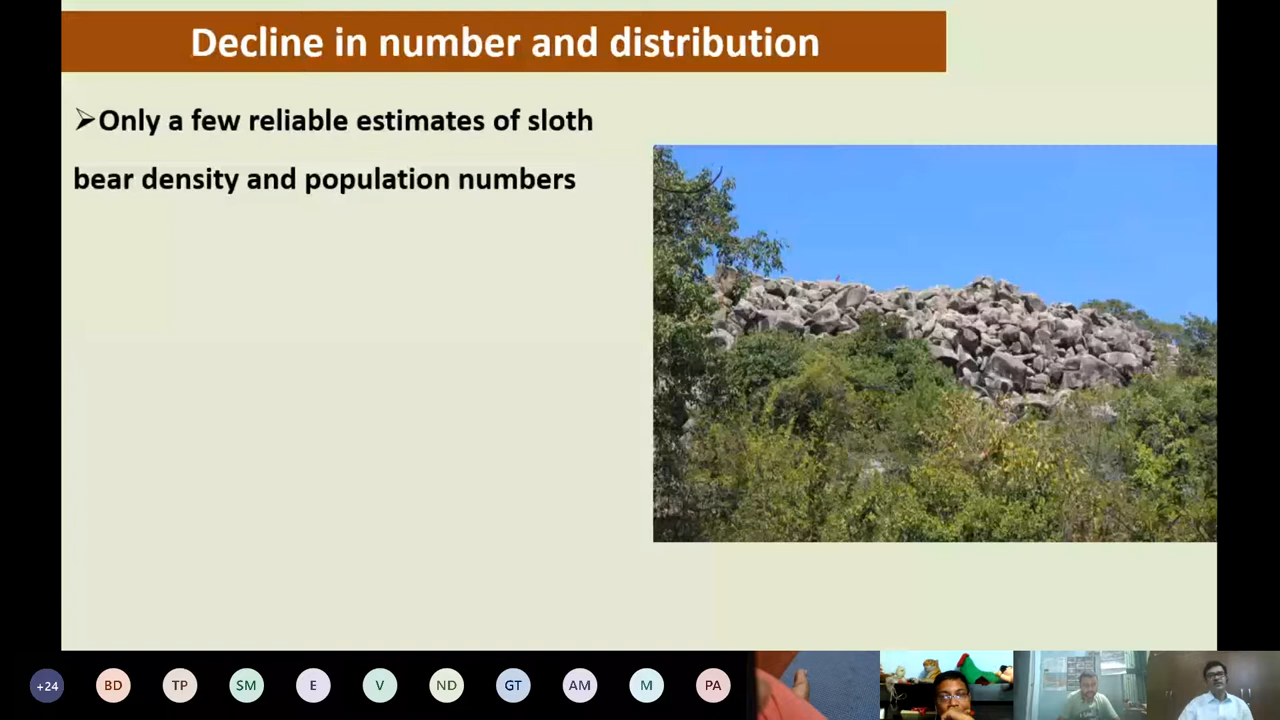 Decline in number and distribution
➢Only a few reliable estimates of sloth
bear density and population numbers
+24
BD
TP
SM
E
V
ND
GT
AM
M
PA